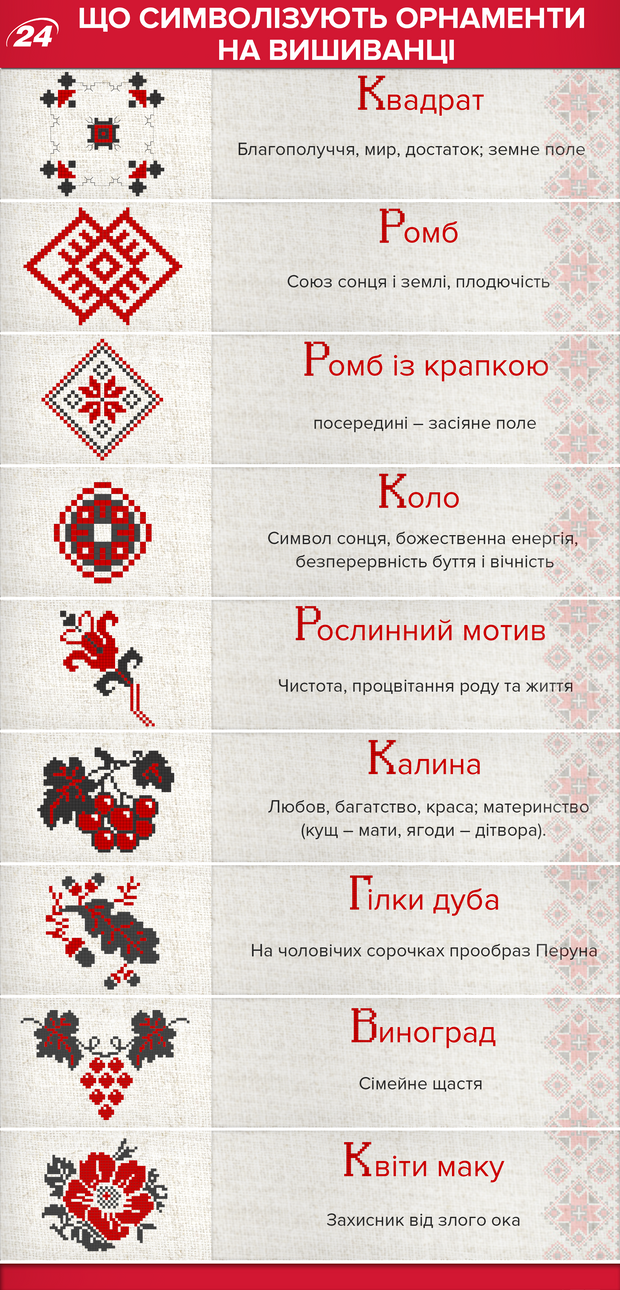 24
ЩО СИМВОЛІЗУЮТЬ ОРНАМЕНТИ
НА ВИШИВАНЦІ
Квадрат
Благополуччя, мир, достаток; земне поле
Ромб
Союз сонця і землі, плодючість
Ромб із крапкою
посередині – засіяне поле
Коло
Символ сонця, божественна енергія,
безперервність буття і вічність
Рослинний мотив
Чистота, процвітання роду та життя
Калина
Любов, багатство, краса; материнство
(кущ – мати, ягоди – дітвора).
Гілки дуба
На чоловічих сорочках прообраз Перуна
Виноград
Сімейне щастя
Квіти маку
Захисник від злого ока